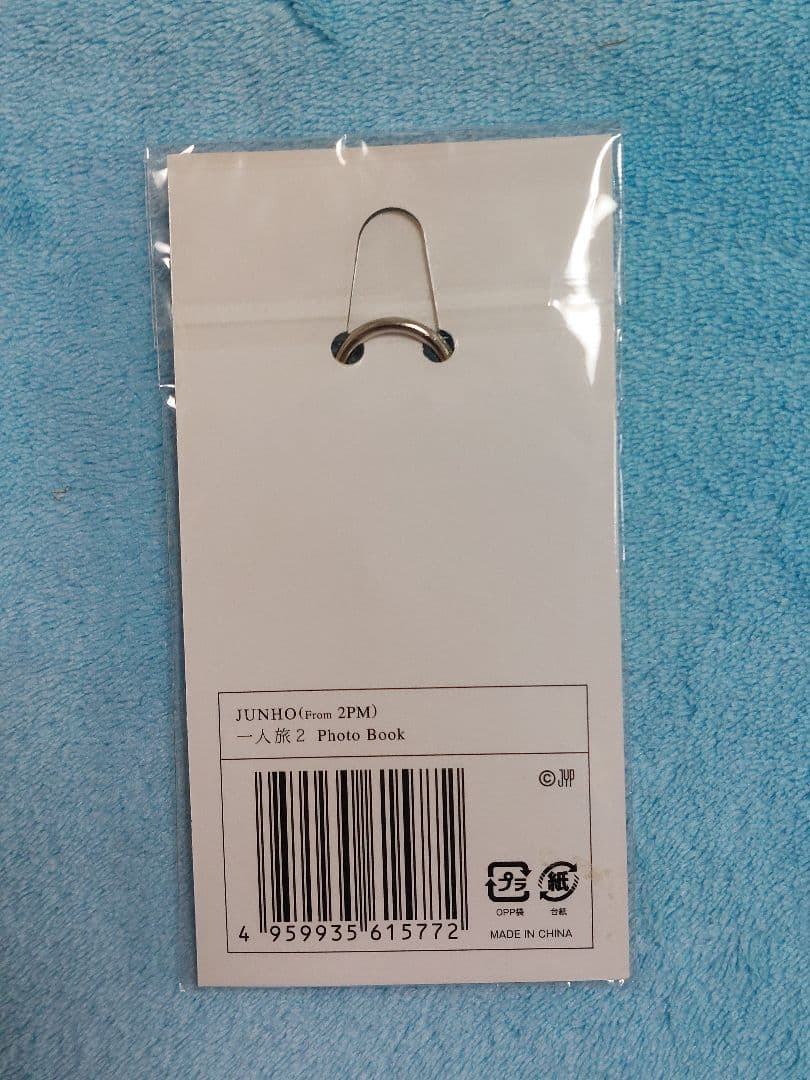 JUNHO(From 2PM)
一人旅2 Photo Book
©JYP
プラ
紙
OPP袋
台紙
4 959935 615772
MADE IN CHINA